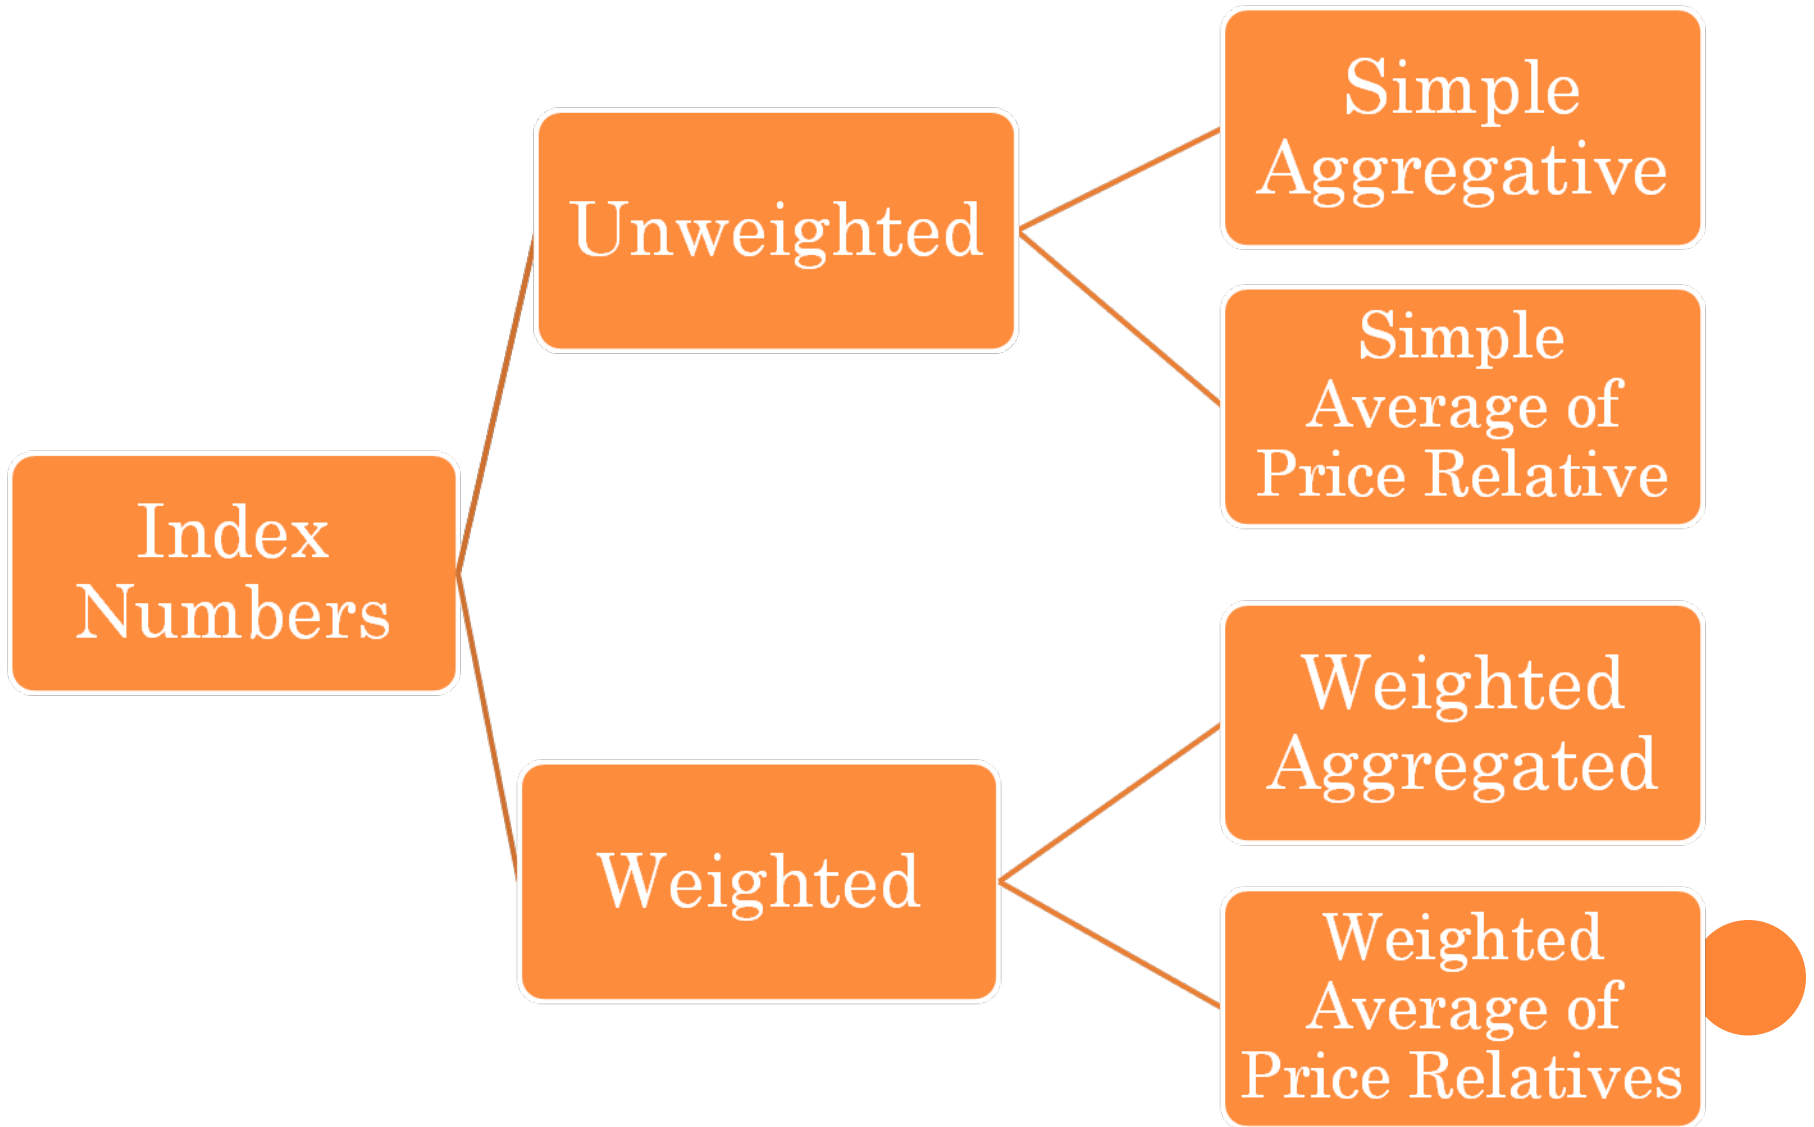 Index
Numbers
Unweighted
Simple
Aggregative
Simple
Average of
Price Relative
Weighted
Weighted
Aggregated
Weighted
Average of
Price Relatives